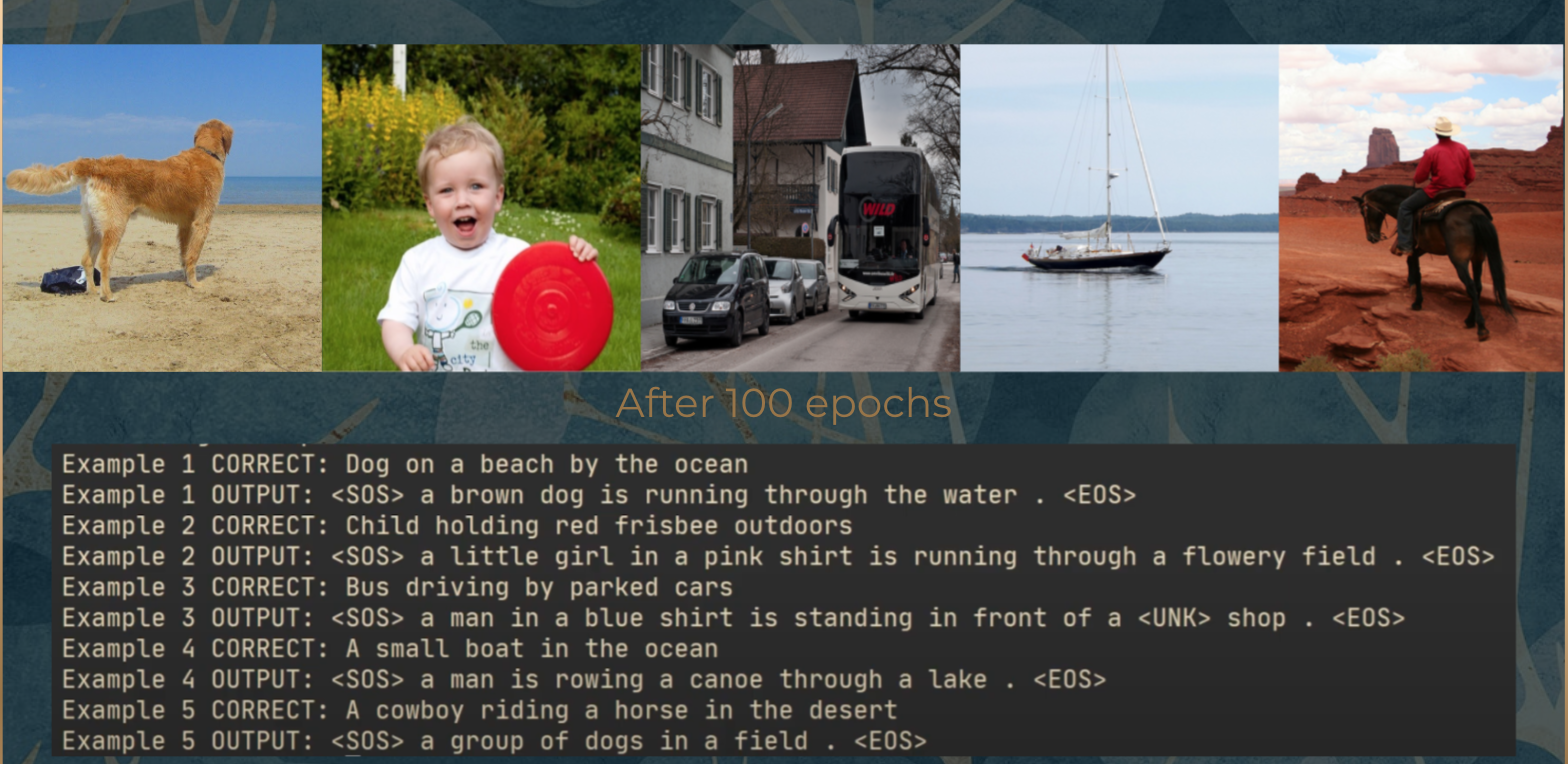 WILD
the
city
After 100 epochs
Example 1 CORRECT: Dog on a beach by the ocean
Example 1 OUTPUT: <SOS> a brown dog is running through the water . <EOS>
Example 2 CORRECT: Child holding red frisbee outdoors
Example 2 OUTPUT: <SOS> a little girl in a pink shirt is running through a flowery field . <EOS>
Example 3 CORRECT: Bus driving by parked cars
Example 3 OUTPUT: <SOS> a man in a blue shirt is standing in front of a <UNK> shop . <EOS>
Example 4 CORRECT: A small boat in the ocean
Example 4 OUTPUT: <SOS> a man is rowing a canoe through a lake . <EOS>
Example 5 CORRECT: A cowboy riding a horse in the desert
Example 5 OUTPUT: <SOS> a group of dogs in a field . <EOS>